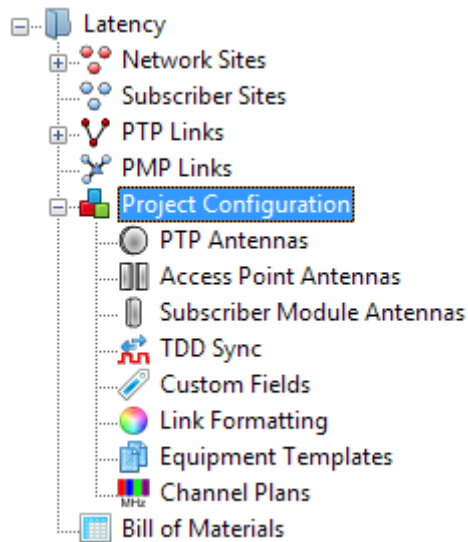 Latency
Network Sites
Subscriber Sites
PTP Links
PMP Links
Project Configuration
PTP Antennas
Access Point Antennas
Subscriber Module Antennas
TDD Sync
Custom Fields
Link Formatting
Equipment Templates
MHz Channel Plans
Bill of Materials